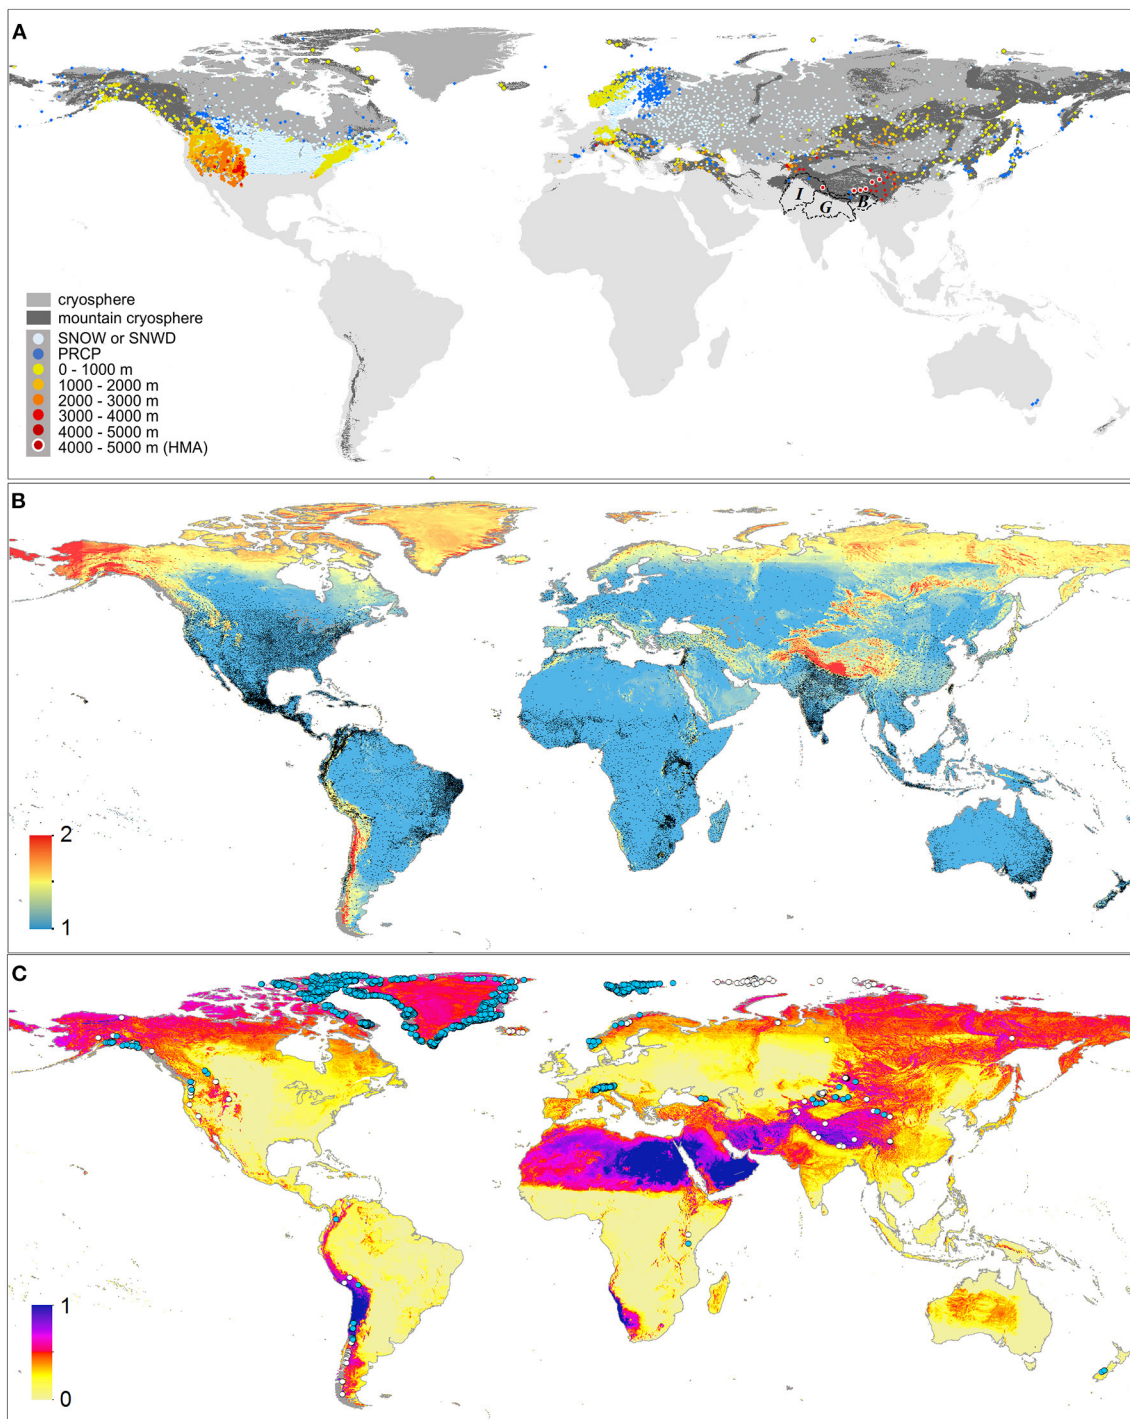 A
I
G
B
cryosphere
mountain cryosphere
SNOW or SNWD
PRCP
0 - 1000 m
1000 - 2000 m
2000 - 3000 m
3000 - 4000 m
4000 - 5000 m
4000 - 5000 m (HMA)
B
2
1
C
1
0